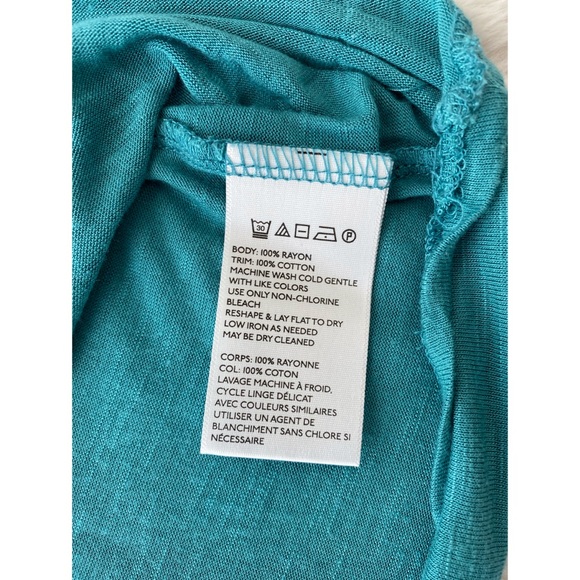 30 P
BODY: 100% RAYON
TRIM: 100% COTTON
MACHINE WASH COLD GENTLE
WITH LIKE COLORS
USE ONLY NON-CHLORINE
BLEACH
RESHAPE & LAY FLAT TO DRY
LOW IRON AS NEEDED
MAY BE DRY CLEANED
CORPS: 100% RAYONNE
COL: 100% COTON
LAVAGE MACHINE À FROID,
CYCLE LINGE DÉLICAT
AVEC COULEURS SIMILAIRES
UTILISER UN AGENT DE
BLANCHIMENT SANS CHLORE SI
NÉCESSAIRE